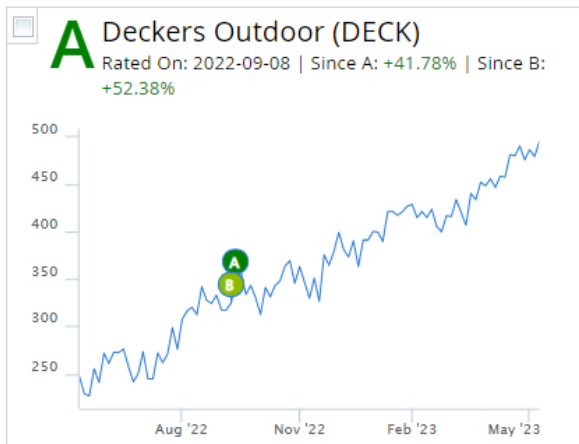 A
Deckers Outdoor (DECK)
Rated On: 2022-09-08 | Since A: +41.78% | Since B:
+52.38%
500
450
400
350
300
250
A
B
Aug '22
Nov '22
Feb '23
May '23